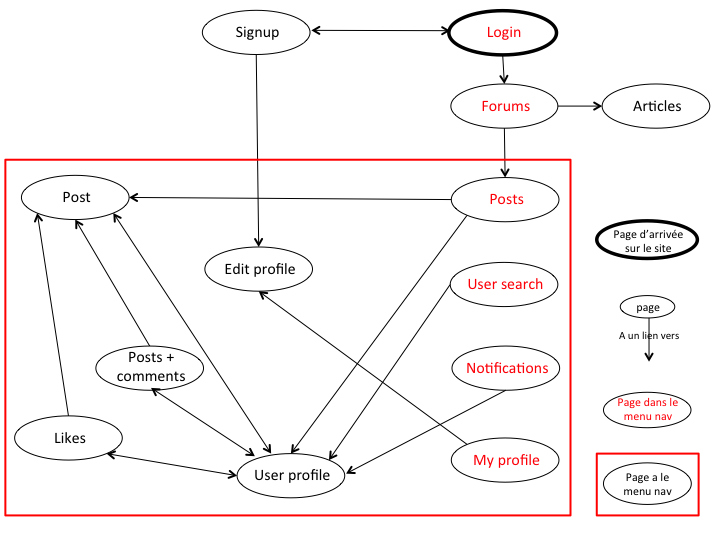 Signup
Login
Forums
Articles
Post
Posts
Page d'arrivée
sur le site
Edit profile
User search
page
A un lien vers
Posts +
comments
Notifications
Page dans le
menu nav
Likes
User profile
My profile
Page a le
menu nav